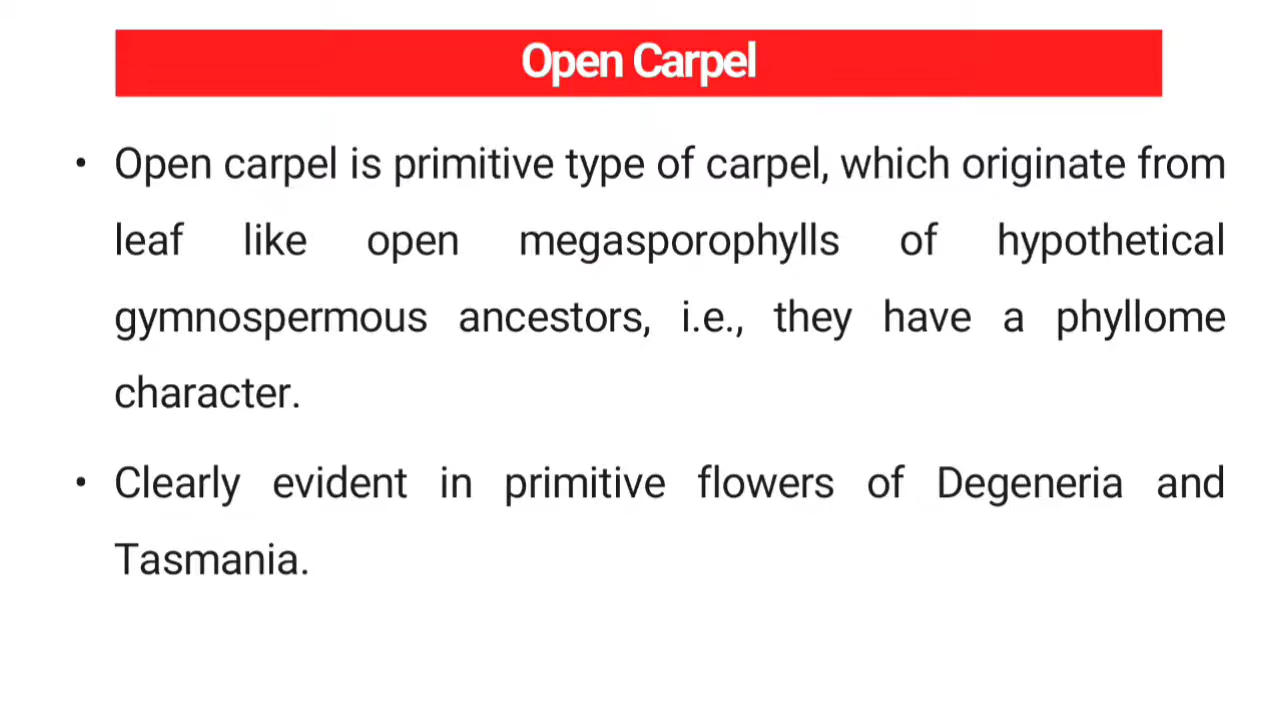 Open Carpel
• Open carpel is primitive type of carpel, which originate from
leaf like open megasporophylls of hypothetical
gymnospermous ancestors, i.e., they have a phyllome
character.
• Clearly evident in primitive flowers of Degeneria and
Tasmania.